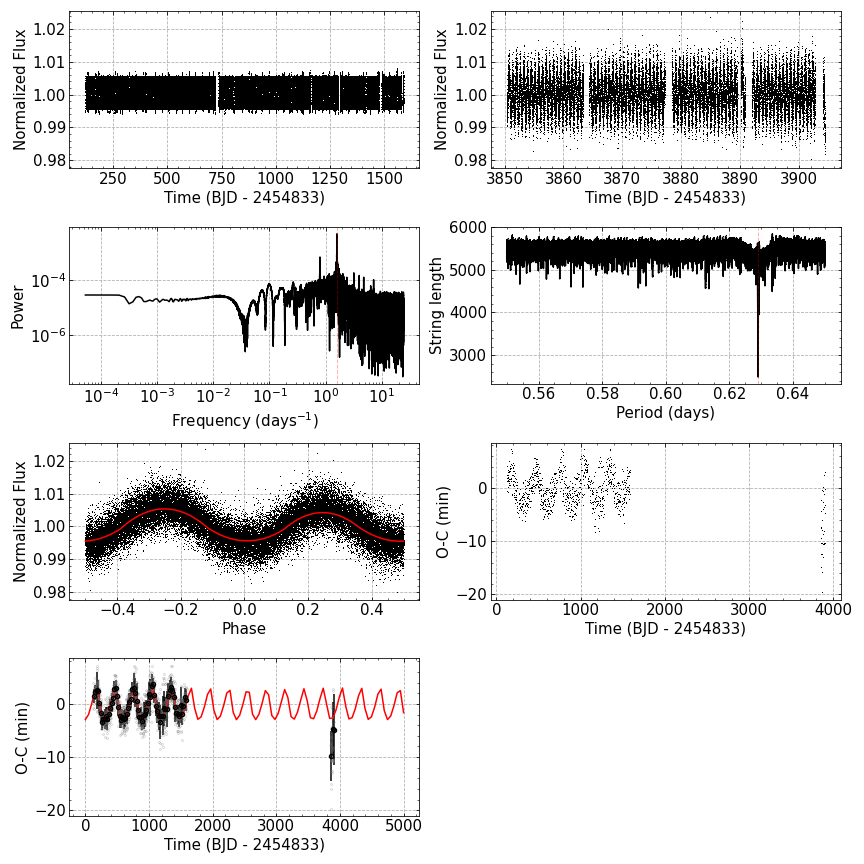 1.02
1.01
1.00
0.99
0.98
Normalized Flux
250 500 750 1000 1250 1500
Time (BJD - 2454833)
1.02
1.01
1.00
0.99
0.98
Normalized Flux
3850 3860 3870 3880 3890 3900
Time (BJD - 2454833)
10⁻⁴
10⁻⁶
Power
10⁻⁴ 10⁻³ 10⁻² 10⁻¹ 10⁰ 10¹
Frequency (days⁻¹)
6000
5000
4000
3000
String length
0.56 0.58 0.60 0.62 0.64
Period (days)
1.02
1.01
1.00
0.99
0.98
Normalized Flux
−0.4 −0.2 0.0 0.2 0.4
Phase
0
−10
−20
O-C (min)
0 1000 2000 3000 4000
Time (BJD - 2454833)
0
−10
−20
O-C (min)
0 1000 2000 3000 4000 5000
Time (BJD - 2454833)